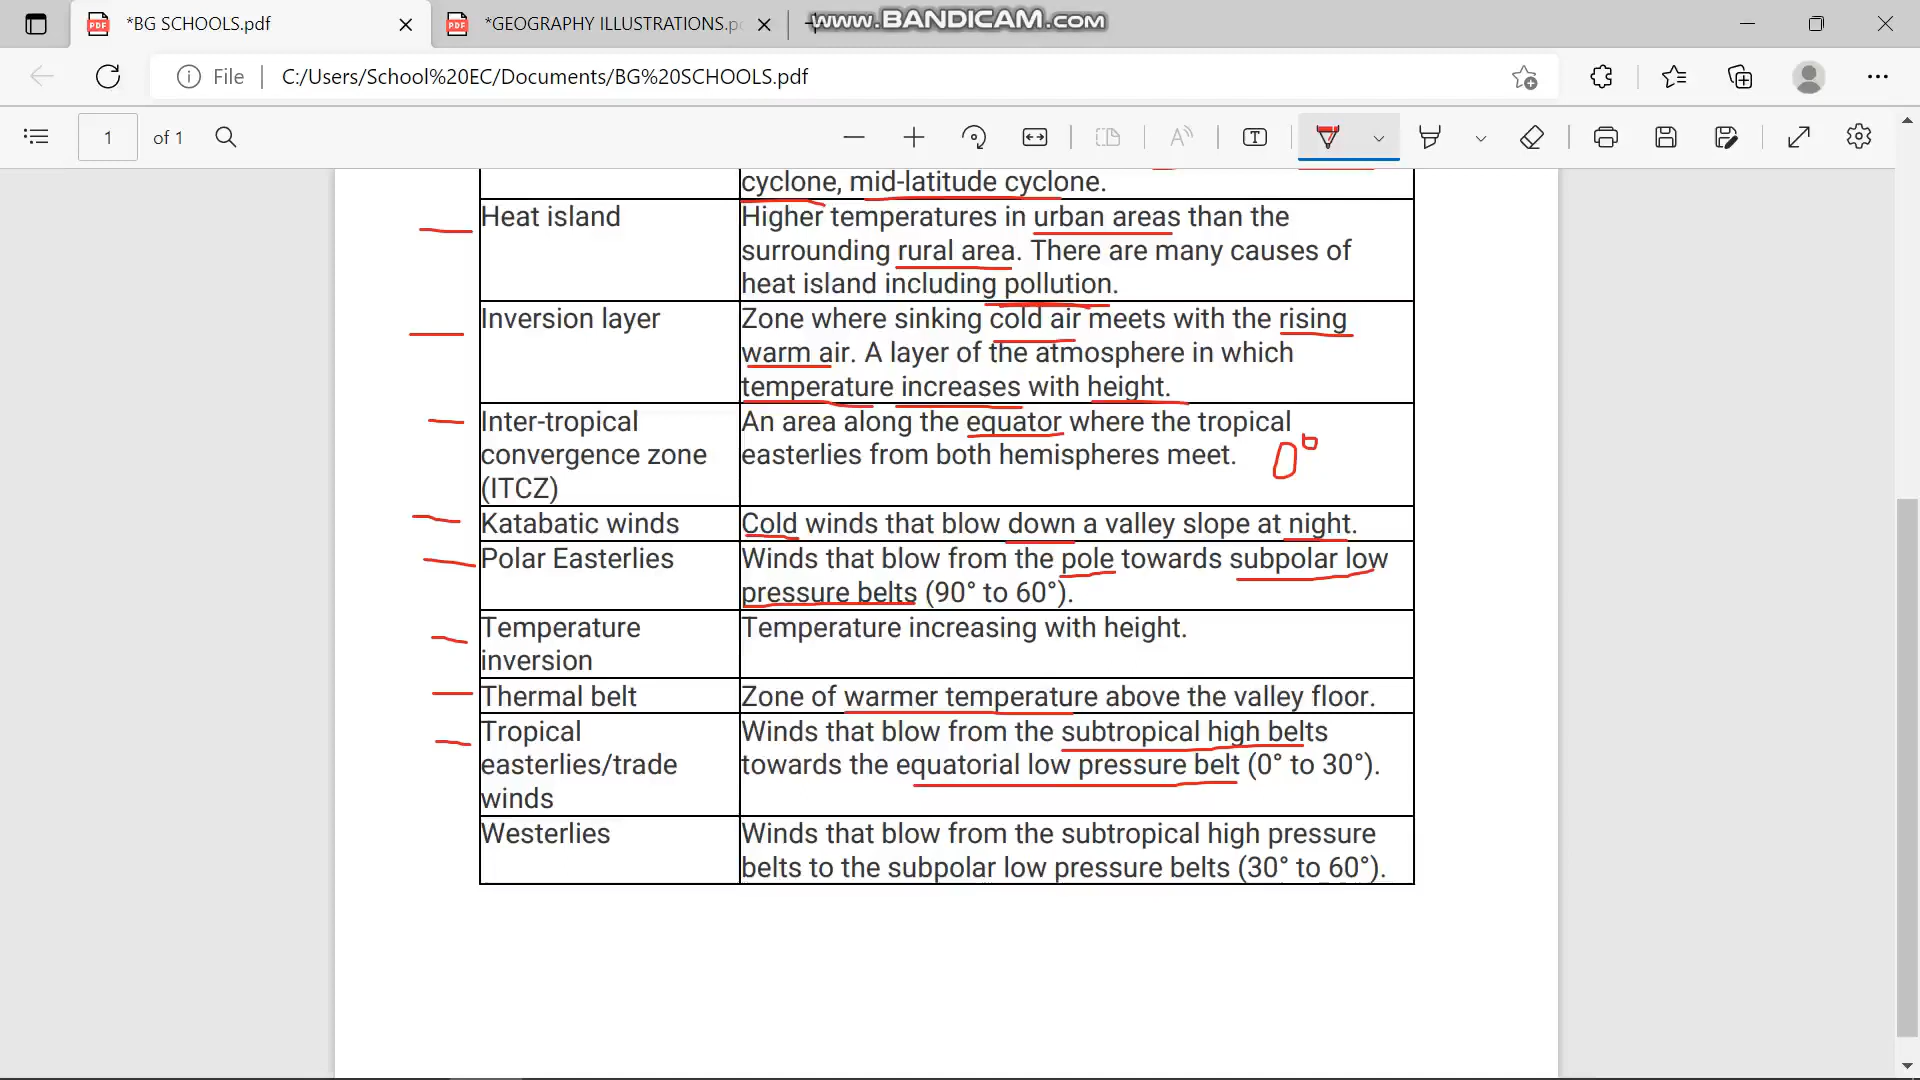 *BG SCHOOLS.pdf
*GEOGRAPHY ILLUSTRATIONS.p
www.BANDICAM.com
File
C:/Users/School%20EC/Documents/BG%20SCHOOLS.pdf
1
of 1
cyclone, mid-latitude cyclone.
Heat island
Higher temperatures in urban areas than the
surrounding rural area. There are many causes of
heat island including pollution.
Inversion layer
Zone where sinking cold air meets with the rising
warm air. A layer of the atmosphere in which
temperature increases with height.
Inter-tropical
convergence zone
(ITCZ)
An area along the equator where the tropical
easterlies from both hemispheres meet.
0°
Katabatic winds
Cold winds that blow down a valley slope at night.
Polar Easterlies
Winds that blow from the pole towards subpolar low
pressure belts (90° to 60°).
Temperature
inversion
Temperature increasing with height.
Thermal belt
Zone of warmer temperature above the valley floor.
Tropical
easterlies/trade
winds
Winds that blow from the subtropical high belts
towards the equatorial low pressure belt (0° to 30°).
Westerlies
Winds that blow from the subtropical high pressure
belts to the subpolar low pressure belts (30° to 60°).